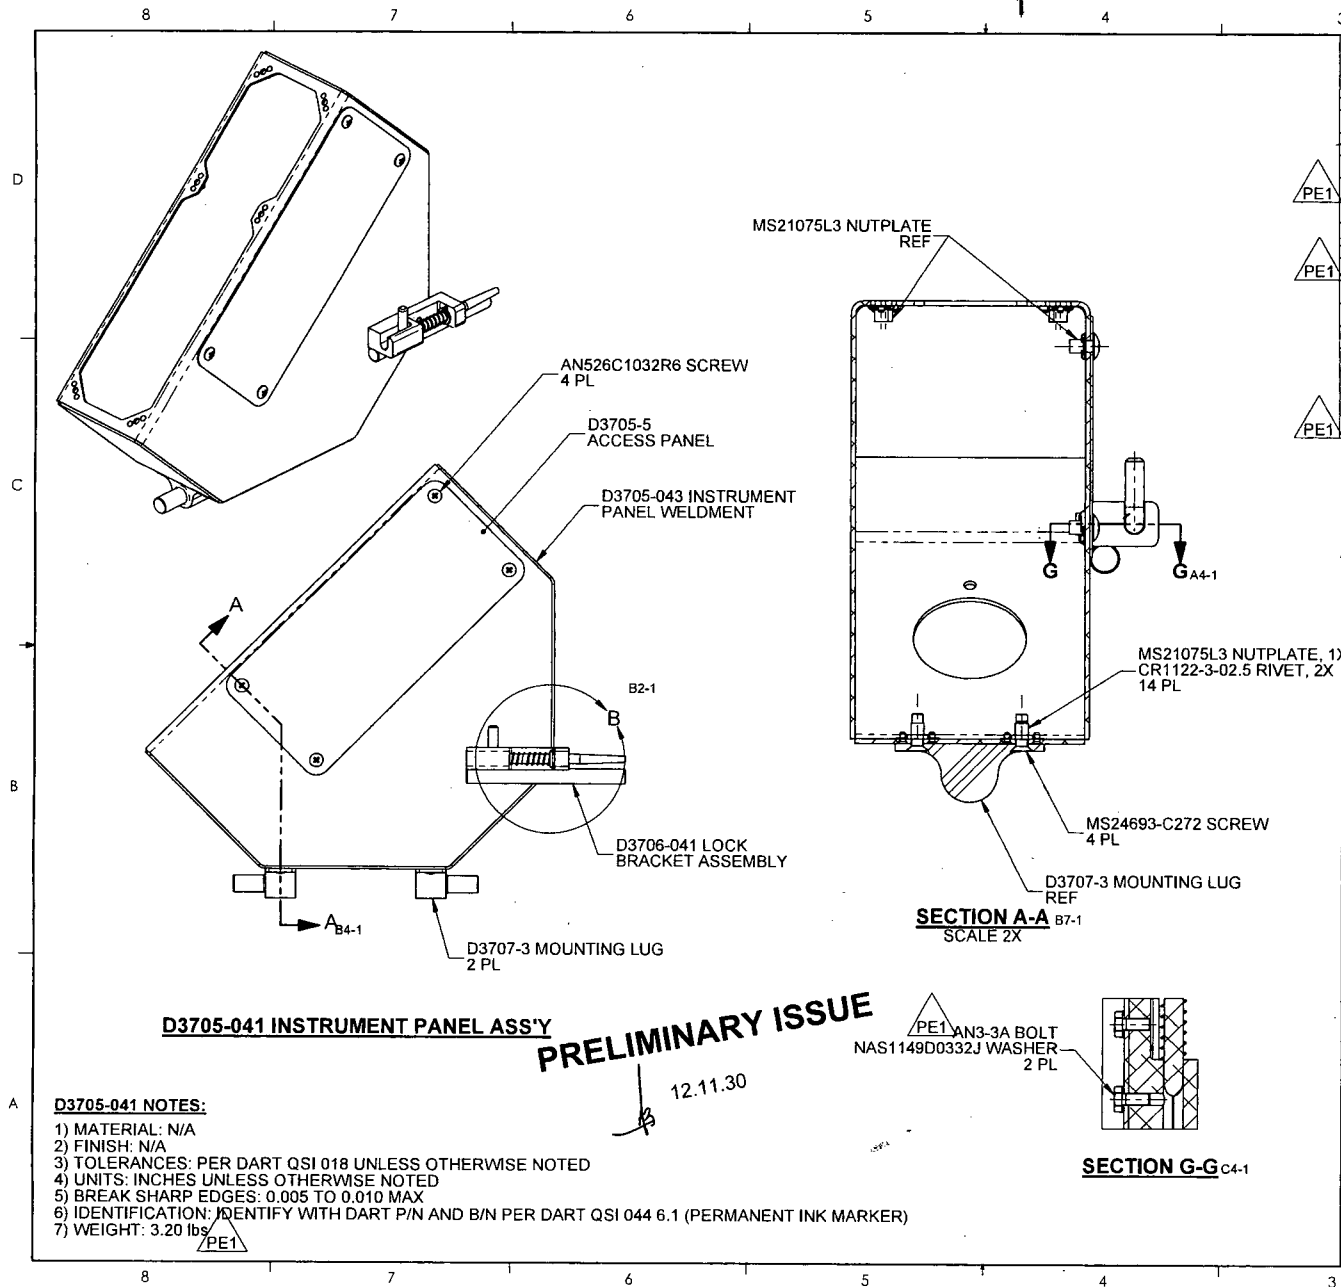 8 7 6 5 4 3
D
C
B
A
PE1
PE1
PE1
MS21075L3 NUTPLATE
REF
AN526C1032R6 SCREW
4 PL
D3705-5
ACCESS PANEL
D3705-043 INSTRUMENT
PANEL WELDMENT
A
B2-1
B
D3706-041 LOCK
BRACKET ASSEMBLY
A B4-1
D3707-3 MOUNTING LUG
2 PL
D3705-041 INSTRUMENT PANEL ASS'Y
G
G A4-1
MS21075L3 NUTPLATE, 1X
CR1122-3-02.5 RIVET, 2X
14 PL
MS24693-C272 SCREW
4 PL
D3707-3 MOUNTING LUG
REF
SECTION A-A B7-1
SCALE 2X
PRELIMINARY ISSUE
12.11.30
PE1
AN3-3A BOLT
NAS1149D0332J WASHER
2 PL
SECTION G-G C4-1
D3705-041 NOTES:
1) MATERIAL: N/A
2) FINISH: N/A
3) TOLERANCES: PER DART QSI 018 UNLESS OTHERWISE NOTED
4) UNITS: INCHES UNLESS OTHERWISE NOTED
5) BREAK SHARP EDGES: 0.005 TO 0.010 MAX
6) IDENTIFICATION: IDENTIFY WITH DART P/N AND B/N PER DART QSI 044 6.1 (PERMANENT INK MARKER)
7) WEIGHT: 3.20 lbs
PE1
8 7 6 5 4 3